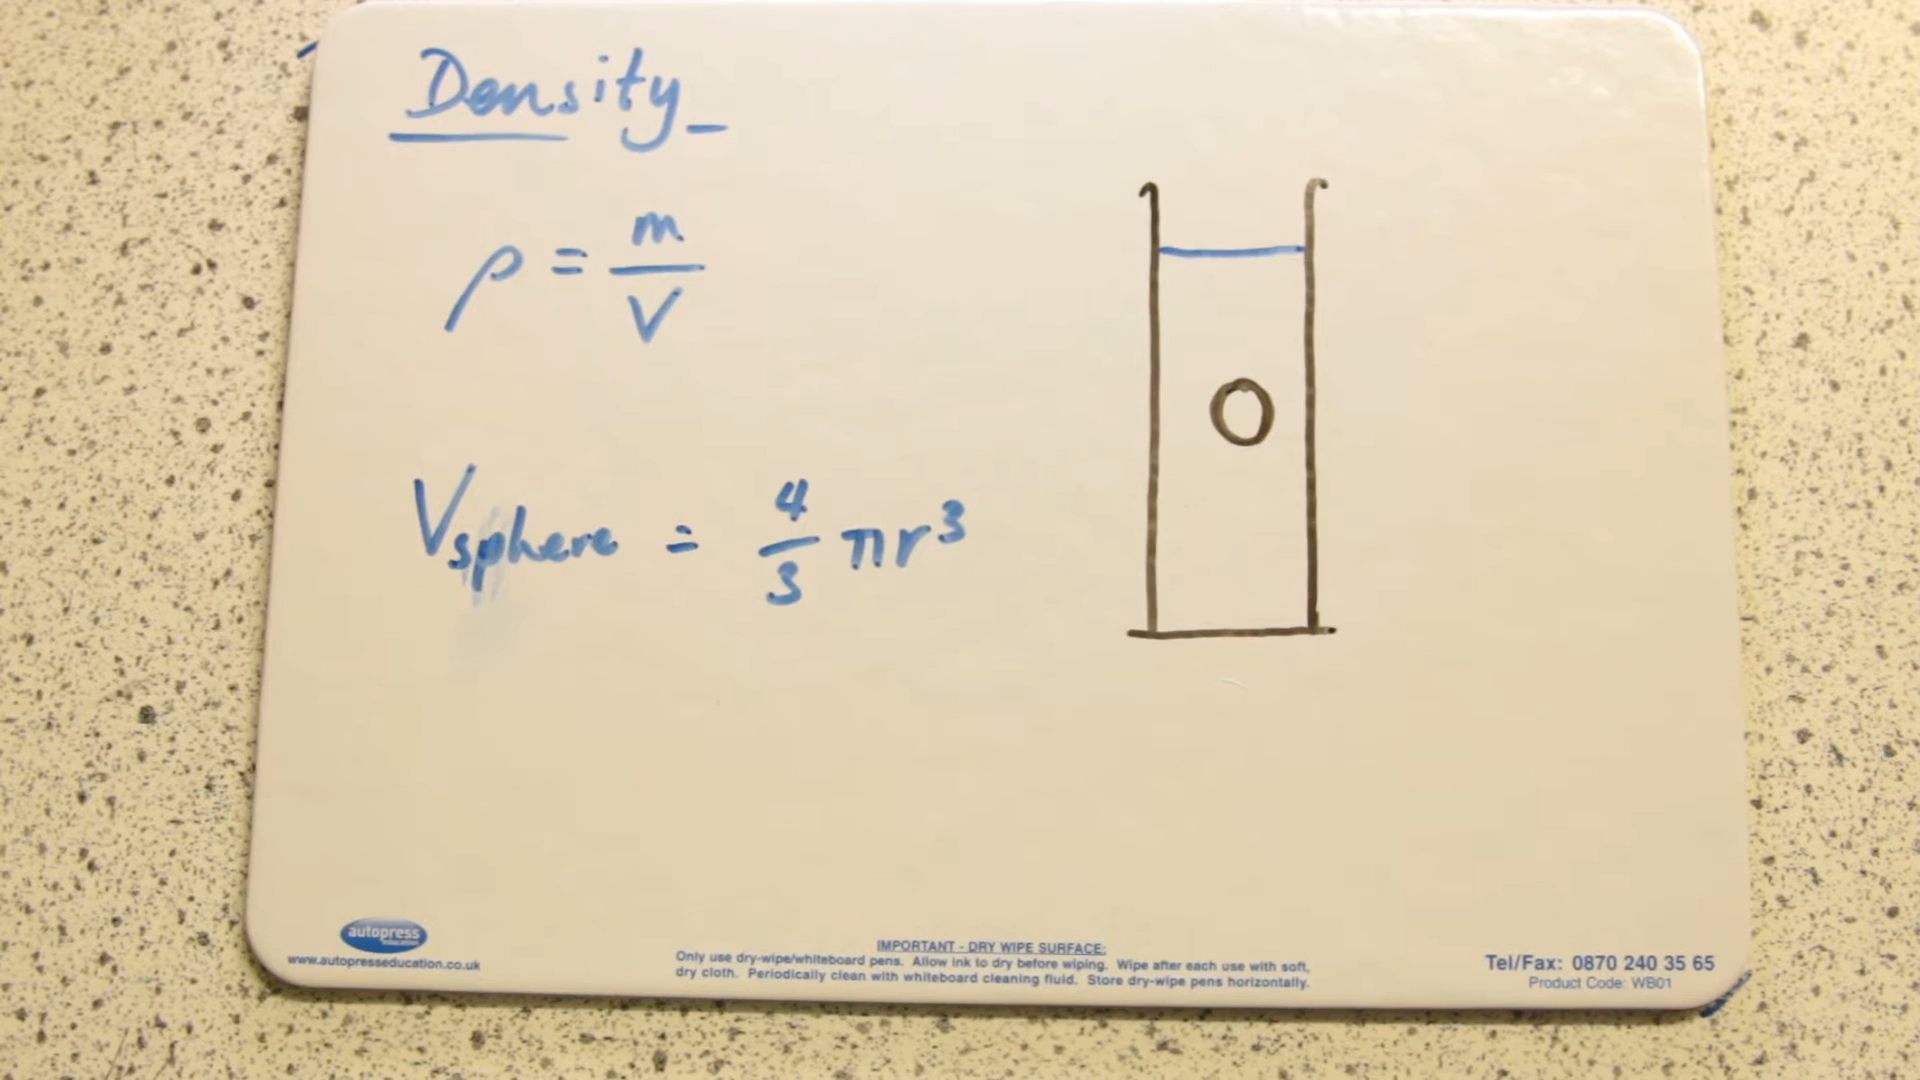 Density
ρ = m/V
Vsphere = 4/3 πr³
autopress
education
www.autopresseducation.co.uk
IMPORTANT - DRY WIPE SURFACE:
Only use dry-wipe/whiteboard pens. Allow ink to dry before wiping. Wipe after each use with soft,
dry cloth. Periodically clean with whiteboard cleaning fluid. Store dry-wipe pens horizontally.
Tel/Fax: 0870 240 35 65
Product Code: WB01